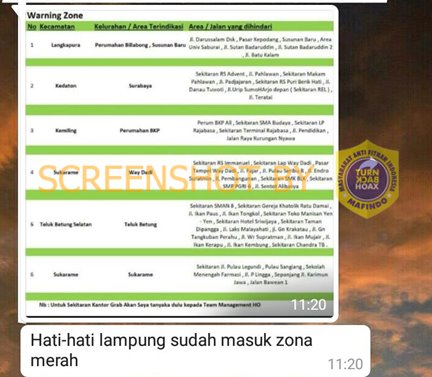 Warning Zone
No Kecamatan Kelurahan / Area Terindikasi Area / Jalan yang dihindari
1 Langkapura Perumahan Billabong , Susunan Baru Jl. Darussalam Dsk , Pasar Kepodang , Susunan Baru , Area
Univ Saburai , Jl. Sutan Badaruddin , Jl. Sutan Badaruddin 2
, Jl. Batu Kalam
2 Kedaton Surabaya Sekitaran RS Advent , Jl. Pahlawan , Sekitaran Makam
Pahlawan , Jl. Padjajaran , Sekitaran RS Puri Betik Hati , Jl.
Danau Tuwoti , Jl.Urip SumoHArjo depan ( Sekitaran REL ) ,
Jl. Teratai
3 Kemiling Perumahan BKP Perum BKP All , Sekitaran SMA Budaya , Sekitaran LP
Rajabasa , Sekitaran Terminal Rajabasa , Jl. Pendidikan ,
Jalan Raya Kurungan Nyawa
4 Sukarame Way Dadi Sekitaran RS Immanuel , Sekitaran Lap Way Dadi , Pasar
Tempel Way Dadi , Jl. Fajar , Jl. Pulau , Jl. Endro
Jl. Pembangunan , Sekitaran SMK BLK , Sekitaran
SMP PGRI 6 , Jl. Sentot Alibasya
SCREENSHOT BY
5 Teluk Betung Selatan Teluk Betung Sekitaran SMAN 8 , Sekitaran Gereja Khatolik Ratu Damai ,
Jl. Ikan Paus , Jl. Ikan Tongkol , Sekitaran Toko Manisan Yen
- Yen , Sekitaran Hotel Sriwijaya , Sekitaran Taman
Dipangga , Jl. Laks Malayahati , Jl. Gn Krakatau , Jl. Gn
Tangkuban Perahu , Jl. Wr Supratman , Jl. Ikan Mujair , Jl.
Ikan Kerapu , Jl. Ikan Kembung , Sekitaran Chandra TB .
6 Sukarame Sukarame Sekitaran Jl. Pulau Legundi , Pulau Sangiang , Sekolah
Menengah Farmasi , Jl. P Lingga , Sepanjang Jl. Karimun
Jawa , Jalan Basrean 1
Nb : Untuk Sekitaran Kantor Grab Akan Saya tanyaka dulu kepada Team Management HO
11:20
MASYARAKAT ANTI FITNAH INDONESIA
TURN
BACK
HOAX
MAFINDO
Hati-hati lampung sudah masuk zona
merah
11:20